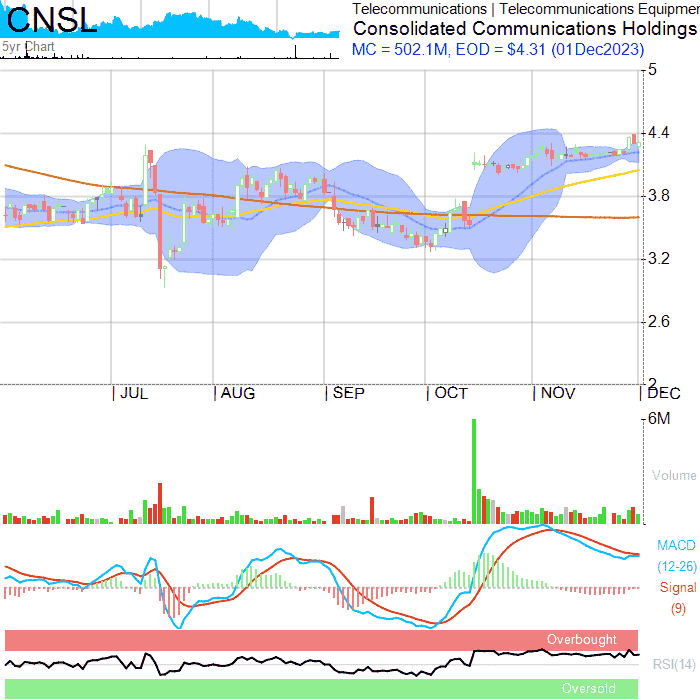 CNSL
5yr Chart
Telecommunications | Telecommunications Equipmen
Consolidated Communications Holdings
MC = 502.1M, EOD = $4.31 (01Dec2023)
5
4.4
3.8
3.2
2.6
2
JUL AUG SEP OCT NOV DEC
6M
Volume
MACD
(12-26)
Signal
(9)
Overbought
RSI(14)
Oversold